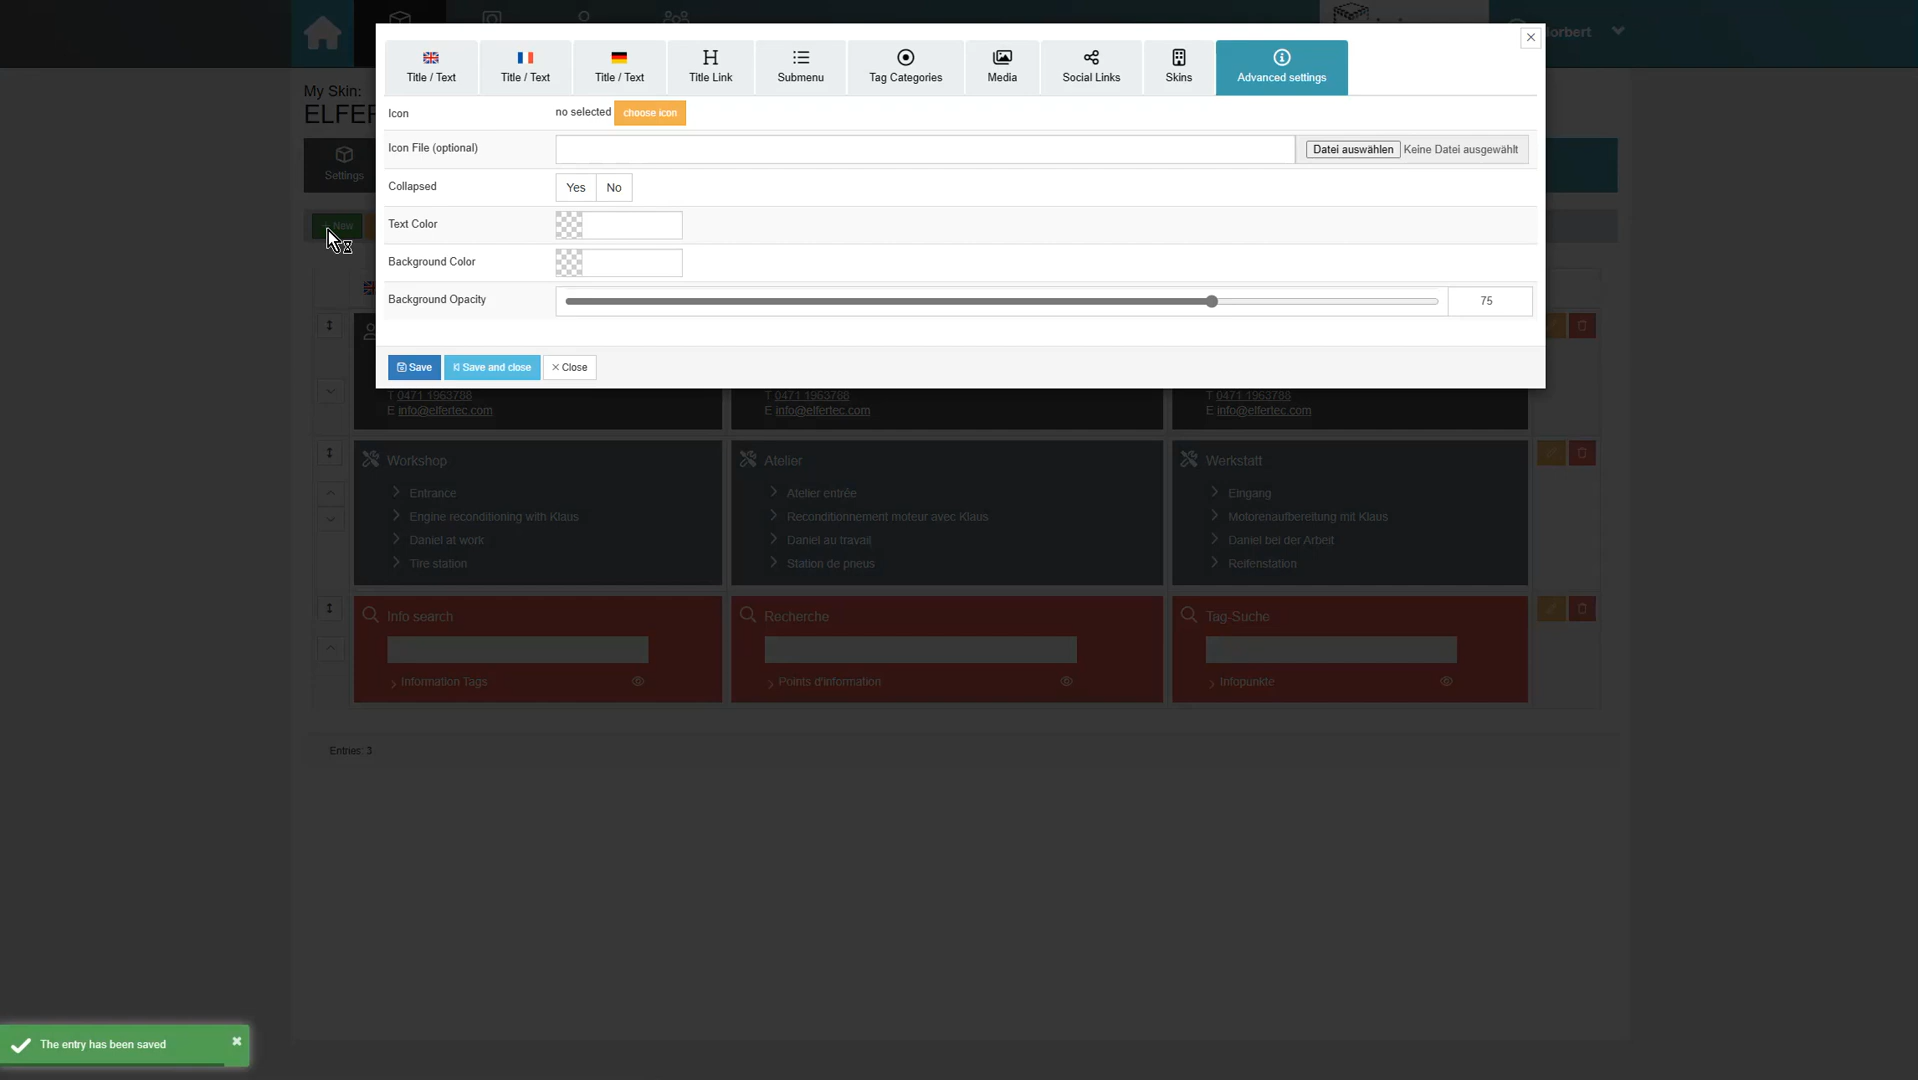 orbert
My Skin:
ELFER
Settings
New
Title / Text
Title / Text
Title / Text
Title Link
Submenu
Tag Categories
Media
Social Links
Skins
Advanced settings
Icon
no selected
choose icon
Icon File (optional)
Datei auswählen Keine Datei ausgewählt
Collapsed
Yes
No
Text Color
Background Color
Background Opacity
75
Save
Save and close
Close
T 0471 1963788
E info@elfertec.com
T 0471 1963788
E info@elfertec.com
T 0471 1963788
E info@elfertec.com
Workshop
Entrance
Engine reconditioning with Klaus
Daniel at work
Tire station
Atelier
Atelier entrée
Reconditionnement moteur avec Klaus
Daniel au travail
Station de pneus
Werkstatt
Eingang
Motorenaufbereitung mit Klaus
Daniel bei der Arbeit
Reifenstation
Info search
Information Tags
Recherche
Points d'information
Tag-Suche
Infopunkte
Entries: 3
The entry has been saved